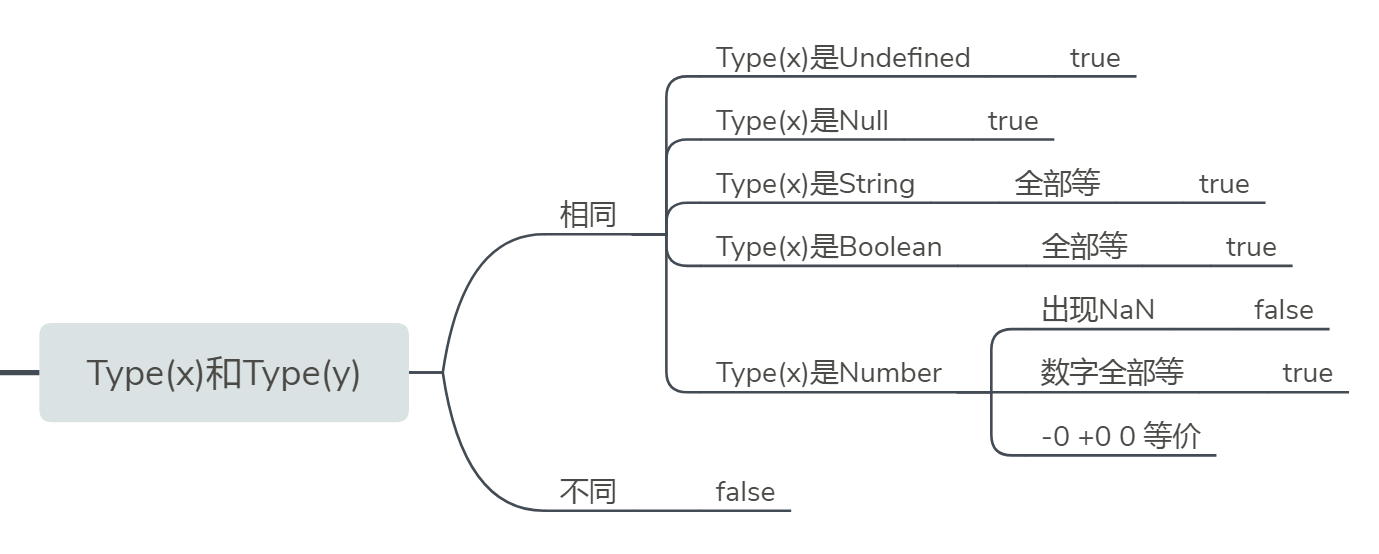 Type(x)是Undefined true
Type(x)是Null true
Type(x)是String 全部等 true
相同
Type(x)是Boolean 全部等 true
出现NaN false
Type(x)和Type(y)
Type(x)是Number 数字全部等 true
-0 +0 0 等价
不同 false